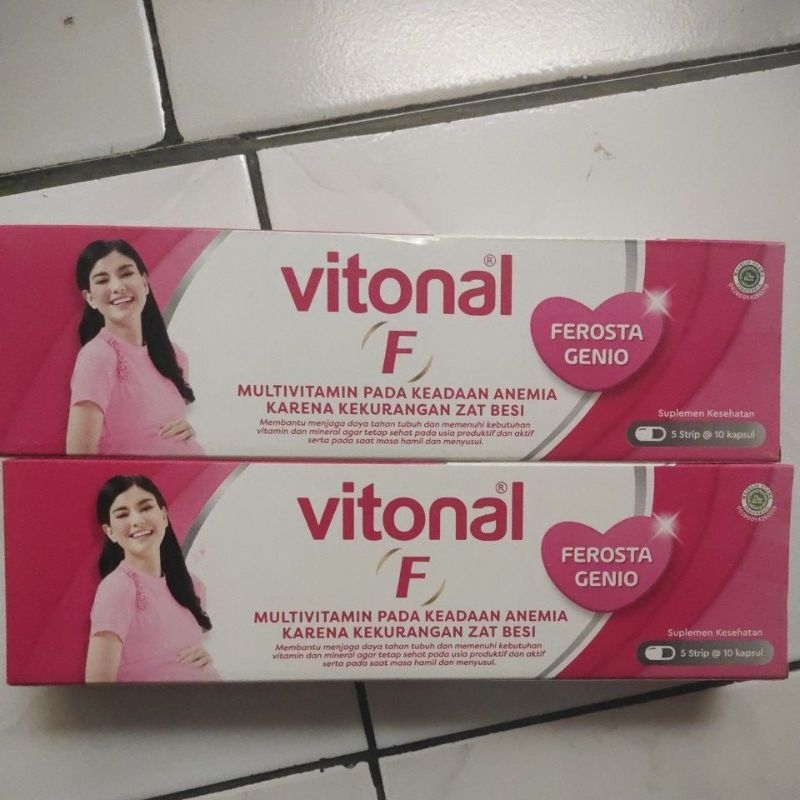 vitonal®
F
MULTIVITAMIN PADA KEADAAN ANEMIA
KARENA KEKURANGAN ZAT BESI
Membantu menjaga daya tahan tubuh dan memenuhi kebutuhan
vitamin dan mineral agar tetap sehat pada usia produktif dan aktif
serta pada saat masa hamil dan menyusui.
FEROSTA
GENIO
Suplemen Kesehatan
5 Strip @ 10 kapsul
vitonal®
F
MULTIVITAMIN PADA KEADAAN ANEMIA
KARENA KEKURANGAN ZAT BESI
Membantu menjaga daya tahan tubuh dan memenuhi kebutuhan
vitamin dan mineral agar tetap sehat pada usia produktif dan aktif
serta pada saat masa hamil dan menyusui.
FEROSTA
GENIO
Suplemen Kesehatan
5 Strip @ 10 kapsul